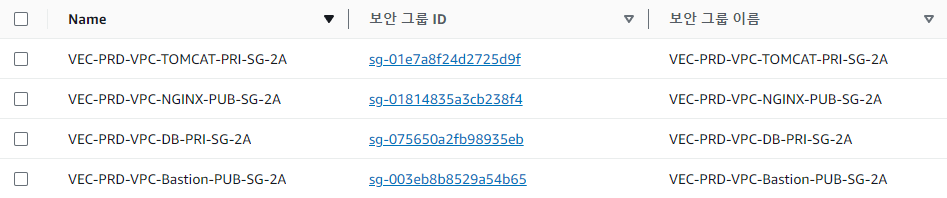 Name 보안 그룹 ID 보안 그룹 이름
VEC-PRD-VPC-TOMCAT-PRI-SG-2A sg-01e7a8f24d2725d9f VEC-PRD-VPC-TOMCAT-PRI-SG-2A
VEC-PRD-VPC-NGINX-PUB-SG-2A sg-01814835a3cb238f4 VEC-PRD-VPC-NGINX-PUB-SG-2A
VEC-PRD-VPC-DB-PRI-SG-2A sg-075650a2fb98935eb VEC-PRD-VPC-DB-PRI-SG-2A
VEC-PRD-VPC-Bastion-PUB-SG-2A sg-003eb8b8529a54b65 VEC-PRD-VPC-Bastion-PUB-SG-2A